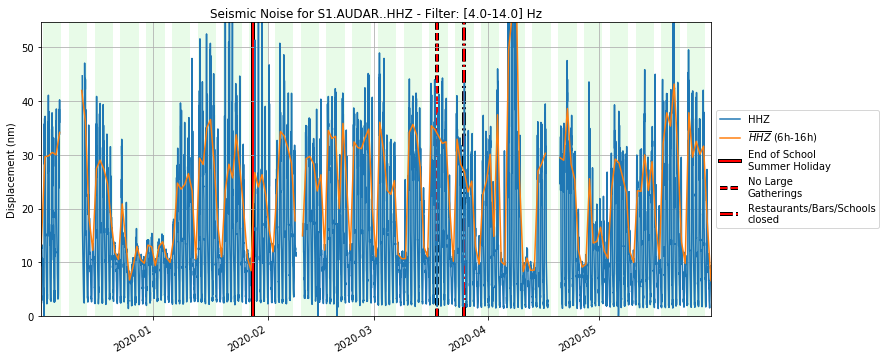 Seismic Noise for S1.AUDAR..HHZ - Filter: [4.0-14.0] Hz
Displacement (nm)
50
40
30
20
10
0
2020-01
2020-02
2020-03
2020-04
2020-05
HHZ
HHZ (6h-16h)
End of School
Summer Holiday
No Large
Gatherings
Restaurants/Bars/Schools
closed